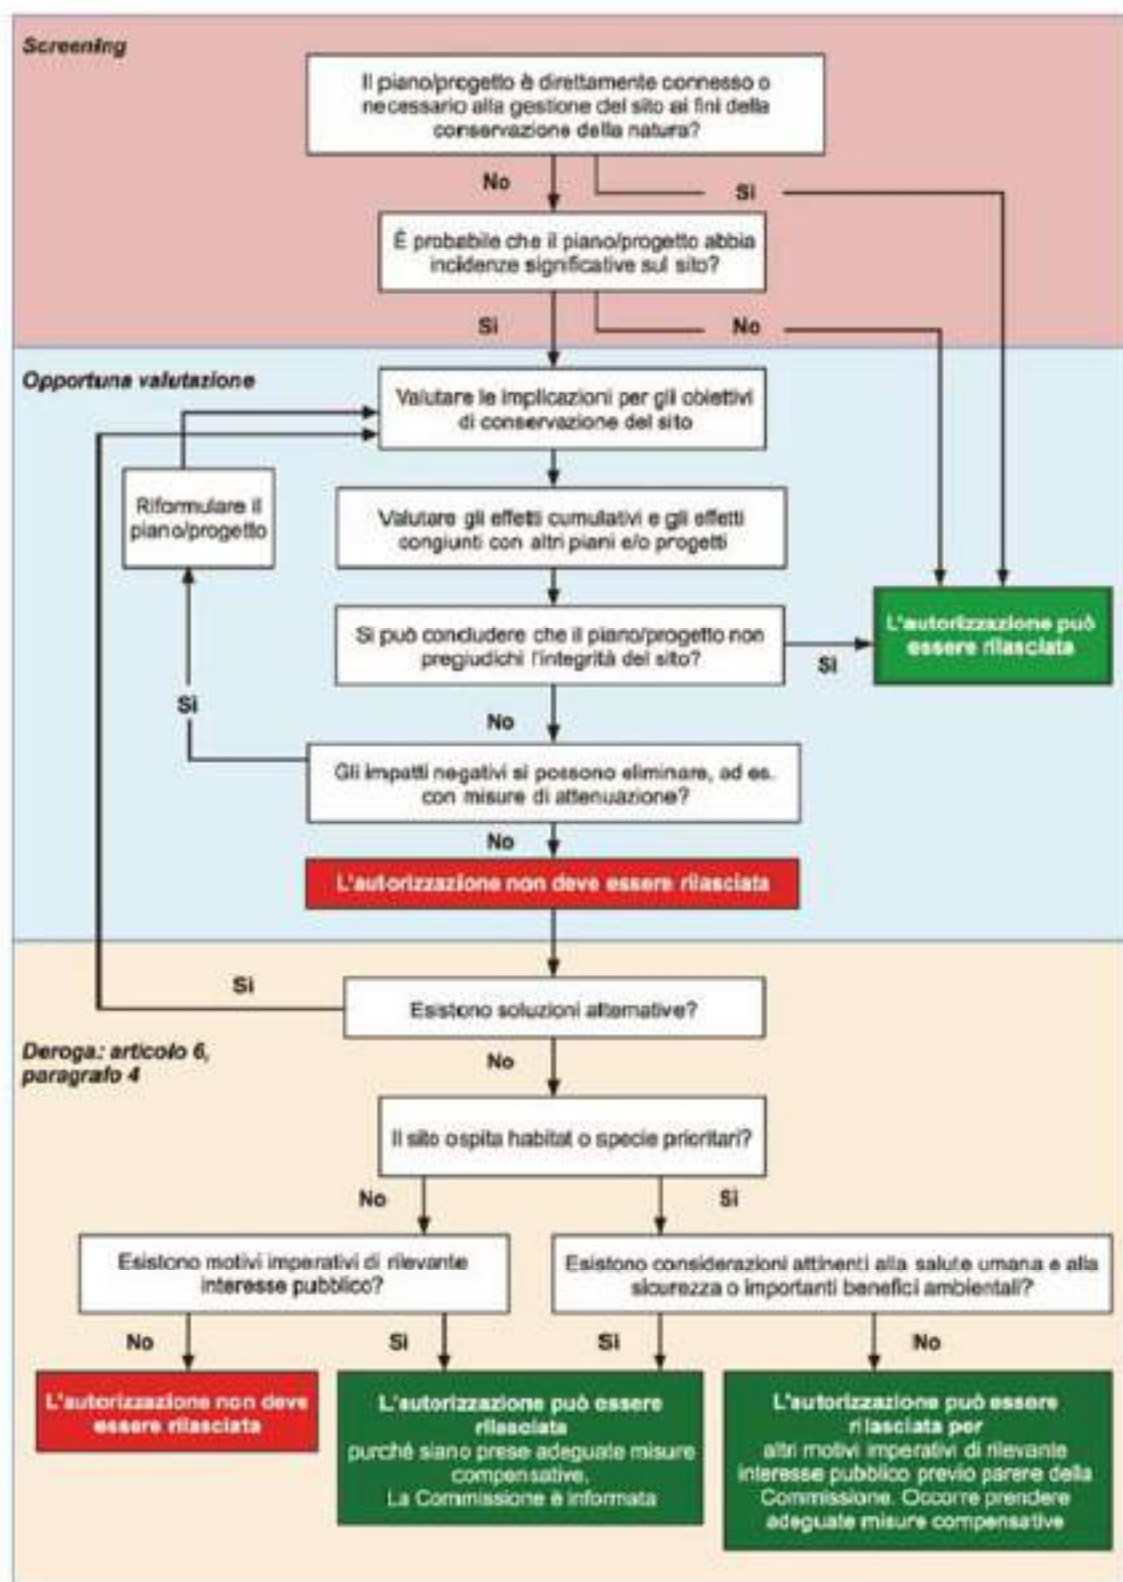 Screening
Il piano/progetto è direttamente connesso o
necessario alla gestione del sito ai fini della
conservazione della natura?
No
Sì
È probabile che il piano/progetto abbia
incidenze significative sul sito?
Sì
No
Opportuna valutazione
Valutare le implicazioni per gli obiettivi
di conservazione del sito
Riformulare il
piano/progetto
Valutare gli effetti cumulativi e gli effetti
congiunti con altri piani e/o progetti
Si può concludere che il piano/progetto non
pregiudichi l'integrità del sito?
Sì
L'autorizzazione può
essere rilasciata
Sì
No
Gli impatti negativi si possono eliminare, ad es.
con misure di attenuazione?
No
L'autorizzazione non deve essere rilasciata
Sì
Esistono soluzioni alternative?
Deroga: articolo 6,
paragrafo 4
No
Il sito ospita habitat o specie prioritari?
No
Sì
Esistono motivi imperativi di rilevante
interesse pubblico?
Esistono considerazioni attinenti alla salute umana e alla
sicurezza o importanti benefici ambientali?
No
Sì
Sì
No
L'autorizzazione non deve
essere rilasciata
L'autorizzazione può essere
rilasciata
purché siano prese adeguate misure
compensative.
La Commissione è informata
L'autorizzazione può essere
rilasciata per
altri motivi imperativi di rilevante
interesse pubblico previo parere della
Commissione. Occorre prendere
adeguate misure compensative